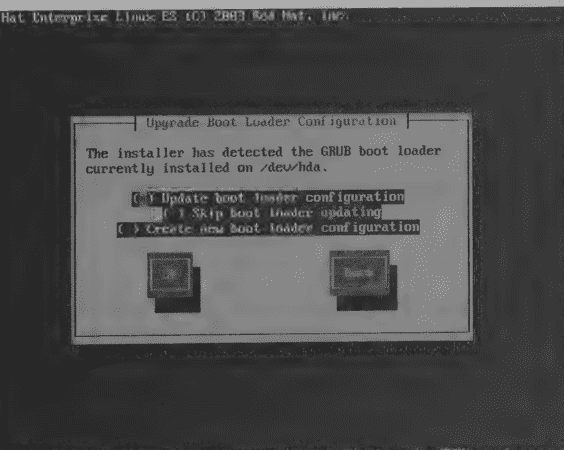 Hat Enterprise Linux ES (C) 2003 Red Hat, Inc.
Upgrade Boot Loader Configuration
The installer has detected the GRUB boot loader
currently installed on /dev/hda.
(*) Update boot loader configuration
( ) Skip boot loader updating
( ) Create new boot loader configuration
OK Back